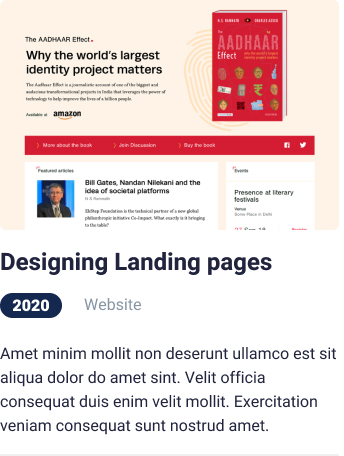 The AADHAAR Effect.
Why the world's largest
identity project matters
The Aadhaar Effect is a journalistic account of one of the biggest and
audacious transformational projects in India that leverages the power of
technology to help improve the lives of a billion people.
Available at amazon
N S RAMNATH CHARLES ASSISI
The
AADHAAR
Effect
why the world's largest
identity project matters
More about the book Join Discussion Buy the book
Featured articles
Bill Gates, Nandan Nilekani and the
idea of societal platforms
N S Ramnath
EkStep Foundation is the technical partner of a new global
philanthropic initiative Co-Impact. What exactly is it bringing
to the table?
Events
Presence at literary
festivals
Venue
Some Place in Delhi
Designing Landing pages
2020 Website
Amet minim mollit non deserunt ullamco est sit
aliqua dolor do amet sint. Velit officia
consequat duis enim velit mollit. Exercitation
veniam consequat sunt nostrud amet.